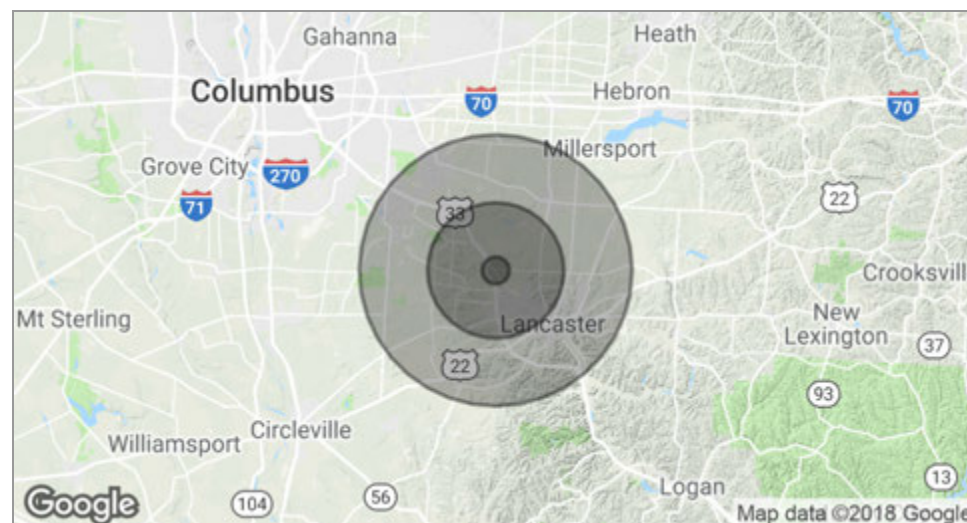 Gahanna
Heath
Columbus
70
Hebron
70
Millersport
Grove City
270
71
22
33
Crooksvill
Mt Sterling
Lancaster
New
Lexington
37
22
93
Williamsport
Circleville
13
Logan
104
56
Google
Map data ©2018 Google